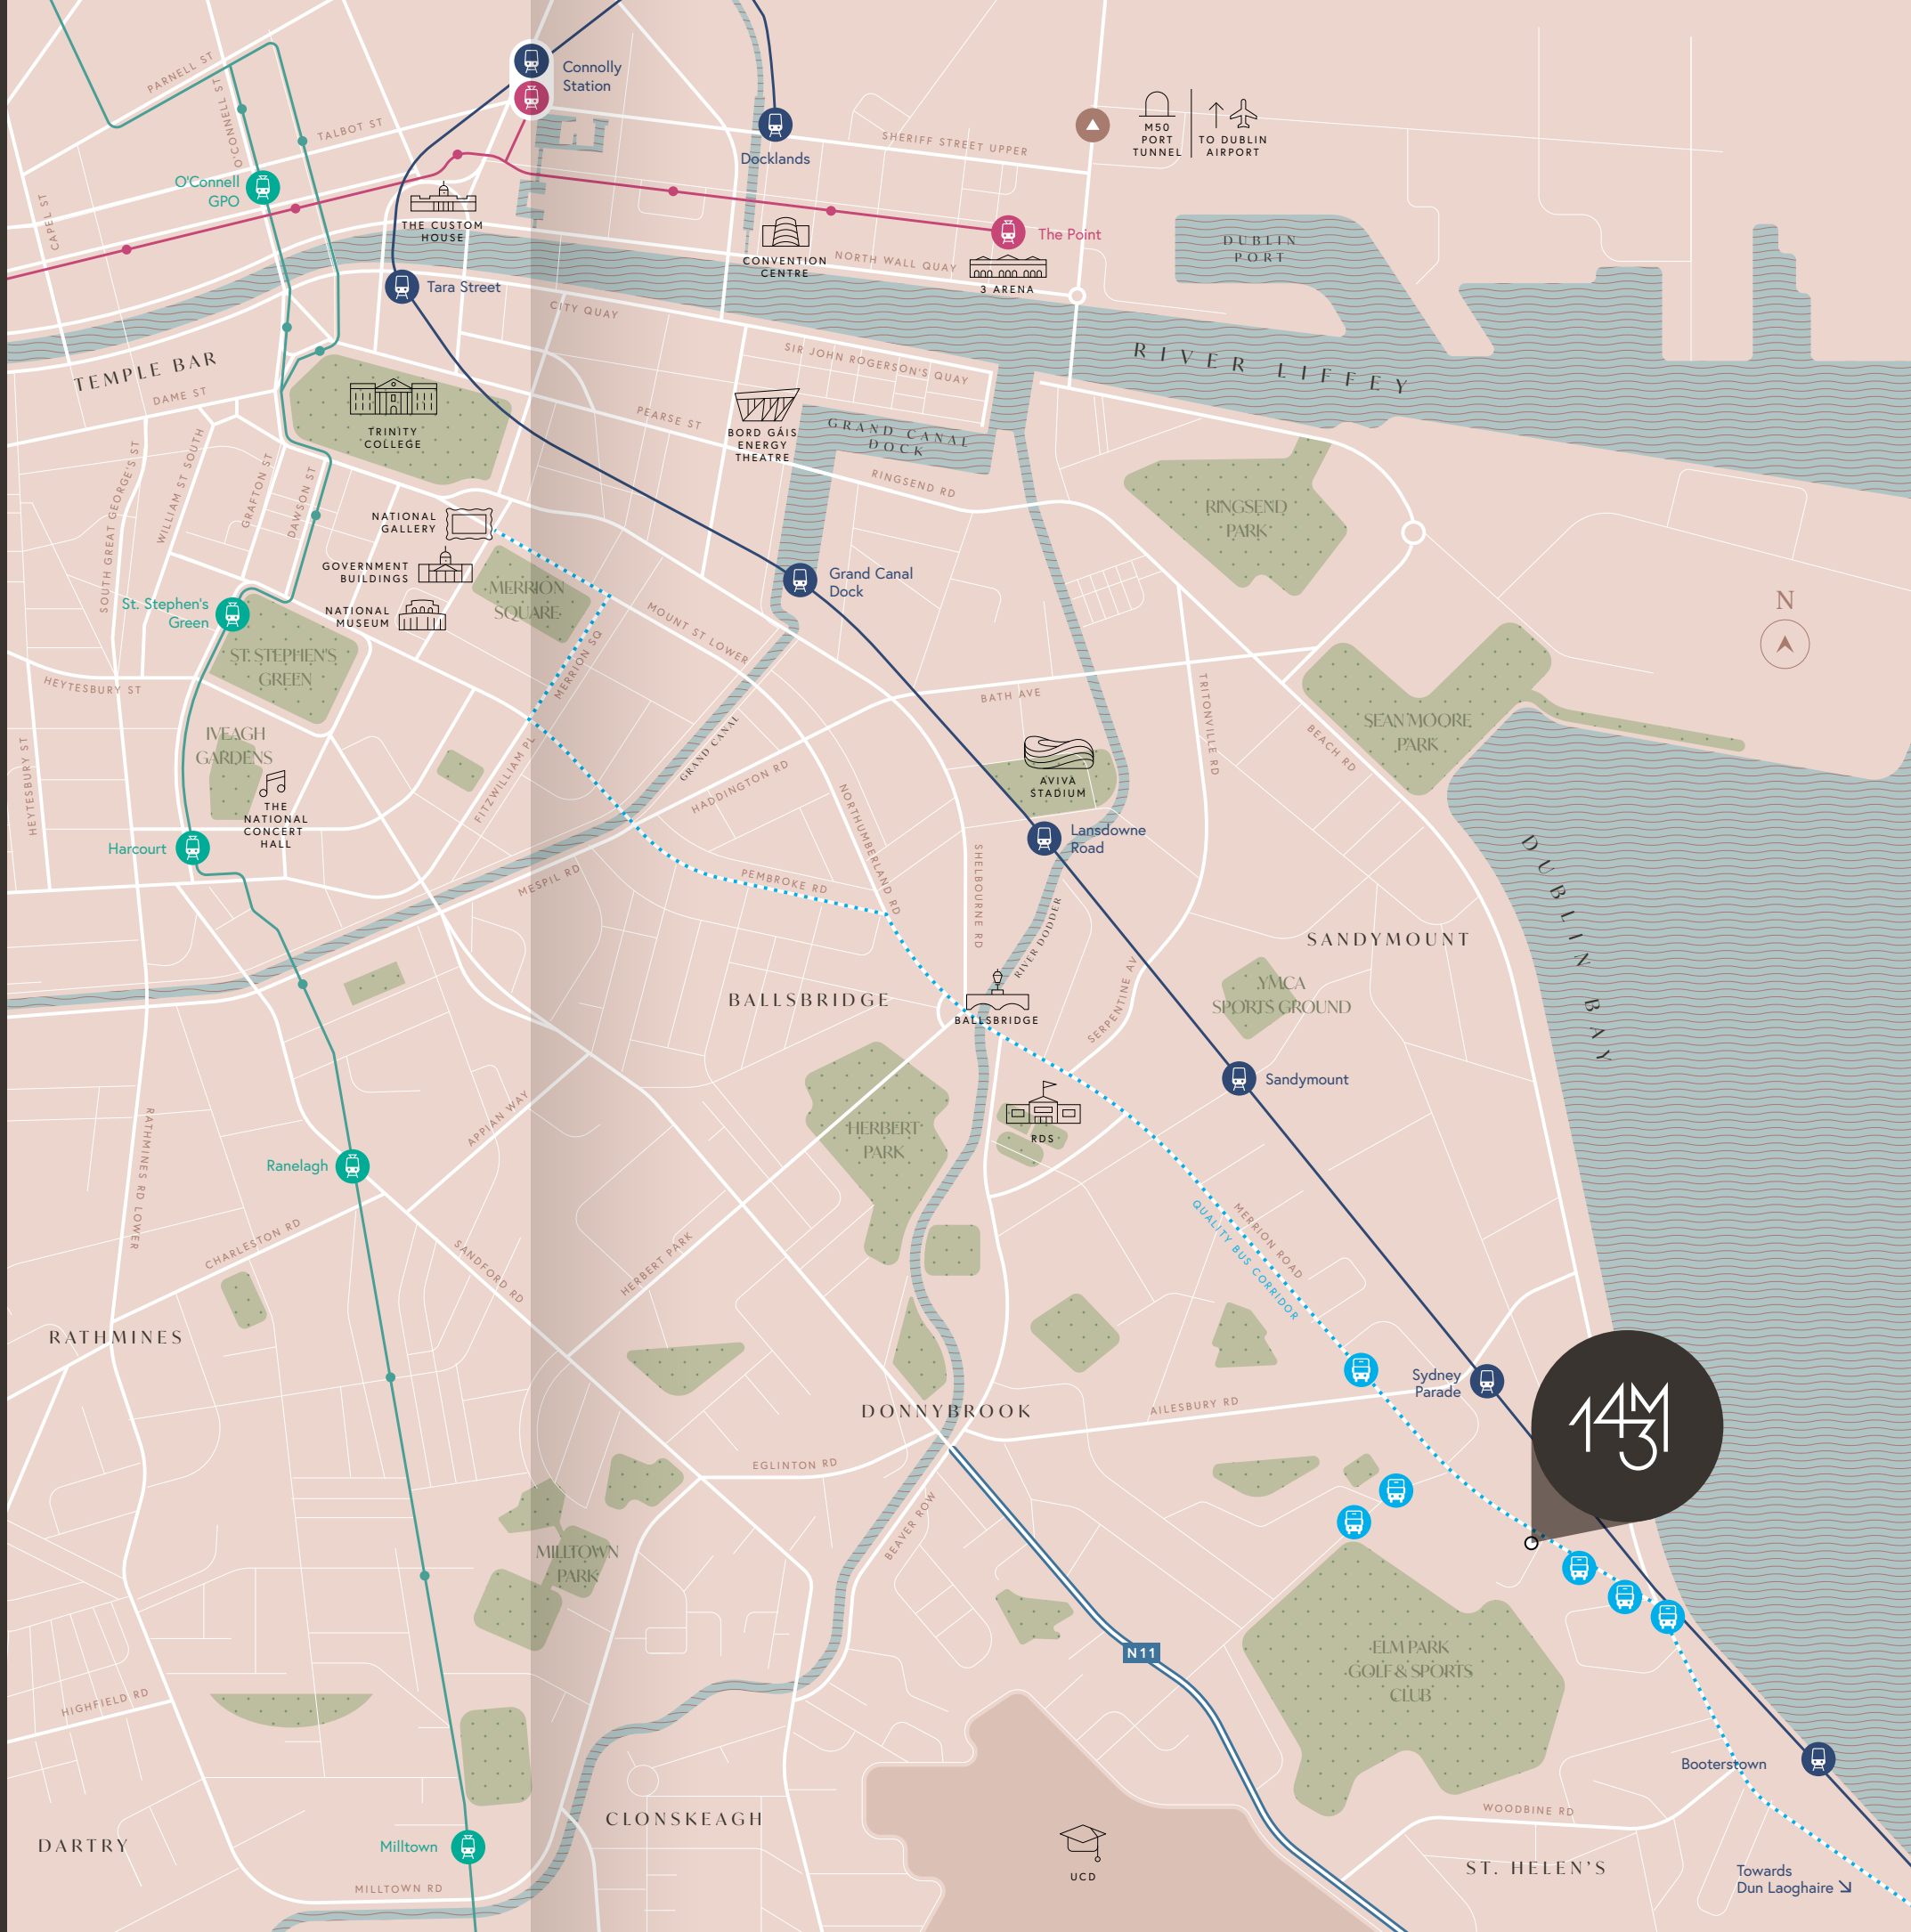 PARNELL ST
O'CONNELL ST
TALBOT ST
CAPEL ST
Connolly
Station
Docklands
SHERIFF STREET UPPER
M50
PORT
TUNNEL
TO DUBLIN
AIRPORT
O'Connell
GPO
THE CUSTOM
HOUSE
CONVENTION
CENTRE
NORTH WALL QUAY
The Point
3 ARENA
DUBLIN
PORT
Tara Street
CITY QUAY
RIVER LIFFEY
TEMPLE BAR
DAME ST
SIR JOHN ROGERSON'S QUAY
TRINITY
COLLEGE
PEARSE ST
BORD GÁIS
ENERGY
THEATRE
GRAND CANAL
DOCK
RINGSEND RD
SOUTH GREAT GEORGE'S ST
WILLIAM ST SOUTH
GRAFTON ST
DAWSON ST
NATIONAL
GALLERY
RINGSEND
PARK
GOVERNMENT
BUILDINGS
MERRION
SQUARE
NATIONAL
MUSEUM
Grand Canal
Dock
St. Stephen's
Green
ST. STEPHEN'S
GREEN
MERRION SQ
MOUNT ST LOWER
N
HEYTESBURY ST
BATH AVE
TRITONVILLE RD
BEACH RD
SEAN MOORE
PARK
IVEAGH
GARDENS
HEYTESBURY ST
FITZWILLIAM PL
GRAND CANAL
HADDINGTON RD
AVIVA
STADIUM
THE
NATIONAL
CONCERT
HALL
Harcourt
NORTHUMBERLAND RD
SHELBOURNE RD
Lansdowne
Road
MESPIL RD
PEMBROKE RD
RIVER DODDER
DUBLIN BAY
SANDYMOUNT
BALLSBRIDGE
BALLSBRIDGE
SERPENTINE AV
YMCA
SPORTS GROUND
Sandymount
RDS
HERBERT
PARK
APPIAN WAY
RATHMINES RD LOWER
Ranelagh
CHARLESTON RD
SANDFORD RD
HERBERT PARK
MERRION ROAD
QUALITY BUS CORRIDOR
RATHMINES
Sydney
Parade
143M
DONNYBROOK
AILESBURY RD
EGLINTON RD
BEAVER ROW
MILLTOWN
PARK
N11
ELM PARK
GOLF & SPORTS
CLUB
HIGHFIELD RD
Booterstown
WOODBINE RD
CLONSKEAGH
DARTRY
Milltown
MILLTOWN RD
UCD
ST. HELEN'S
Towards
Dun Laoghaire